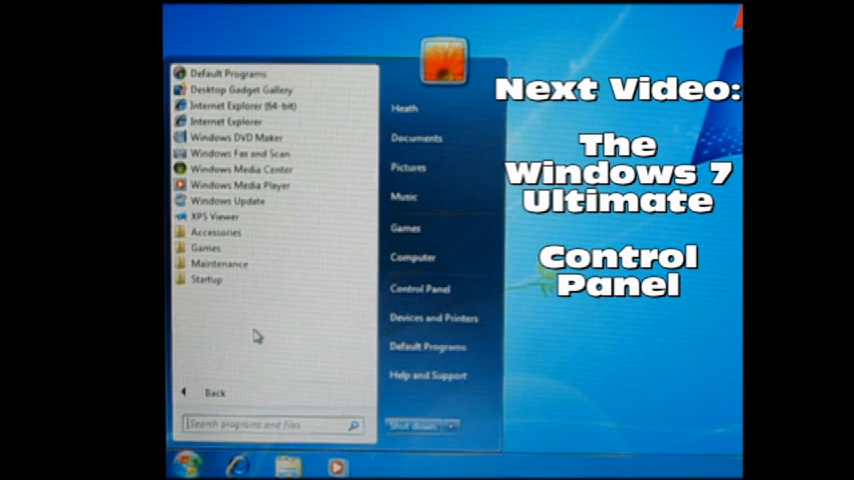 Default Programs
Desktop Gadget Gallery
Internet Explorer (64-bit)
Internet Explorer
Windows DVD Maker
Windows Fax and Scan
Windows Media Center
Windows Media Player
Windows Update
XPS Viewer
Accessories
Games
Maintenance
Startup
Back
Search programs and files
Heath
Documents
Pictures
Music
Games
Computer
Control Panel
Devices and Printers
Default Programs
Help and Support
Shut down
Next Video:
The
Windows 7
Ultimate
Control
Panel